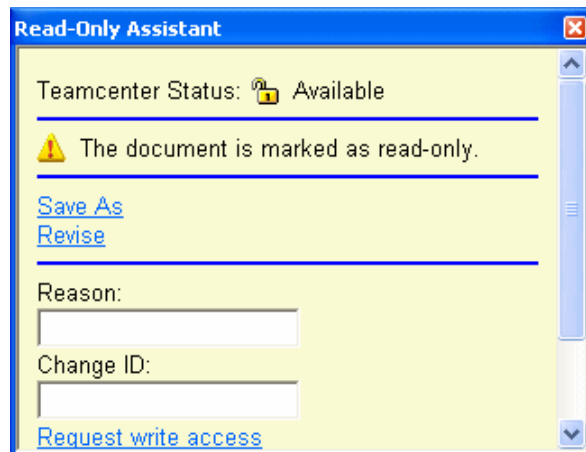 Read-Only Assistant
Teamcenter Status: Available
The document is marked as read-only.
Save As
Revise
Reason:
Change ID:
Request write access